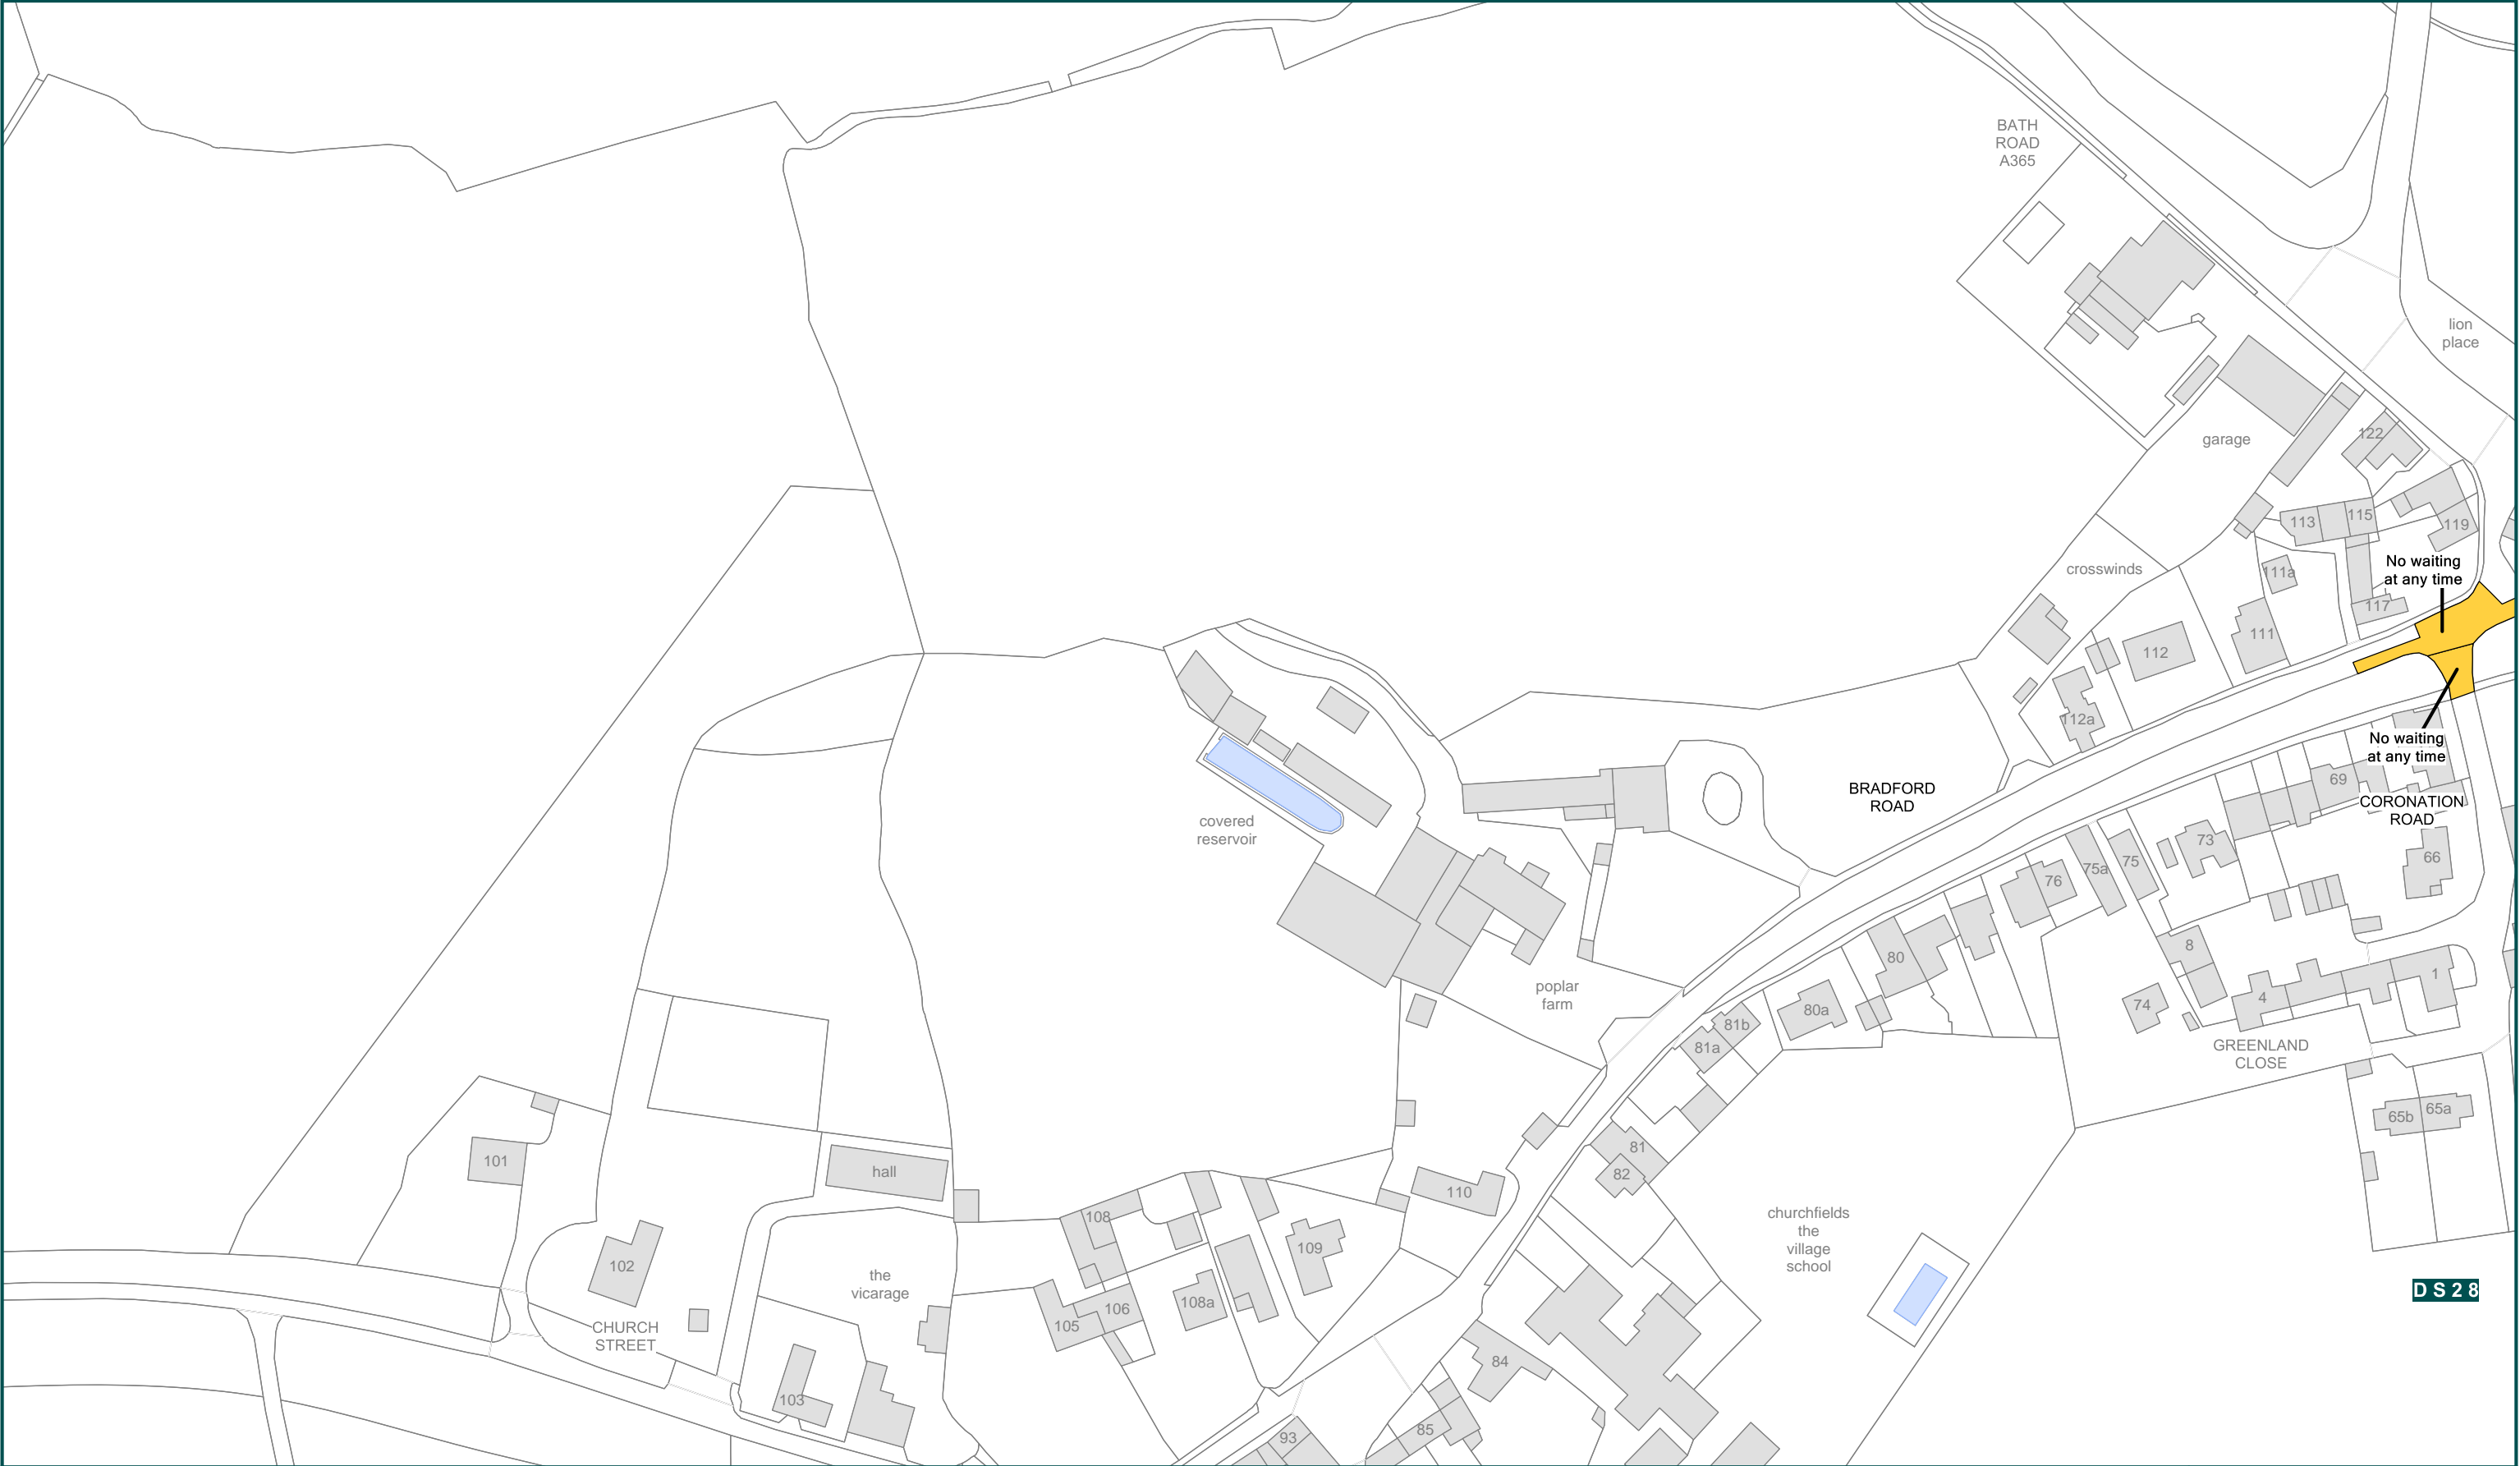 BATH
ROAD
A365
lion
place
122
garage
113
115
119
No waiting
at any time
crosswinds
111a
117
111
112
112a
No waiting
at any time
69
BRADFORD
ROAD
CORONATION
ROAD
covered
reservoir
73
66
75
75a
76
8
80
1
4
74
poplar
farm
80a
81b
81a
GREENLAND
CLOSE
65b
65a
81
82
101
hall
110
108
churchfields
the
village
school
109
102
the
vicarage
108a
106
105
CHURCH
STREET
D S 2 8
84
103
85
93